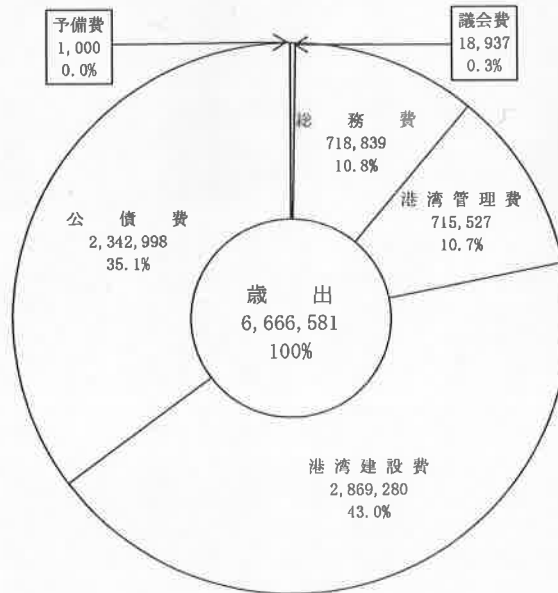 予備費
1,000
0.0%
議会費
18,937
0.3%
総務費
718,839
10.8%
港湾管理費
715,527
10.7%
公債費
2,342,998
35.1%
歳出
6,666,581
100%
港湾建設費
2,869,280
43.0%